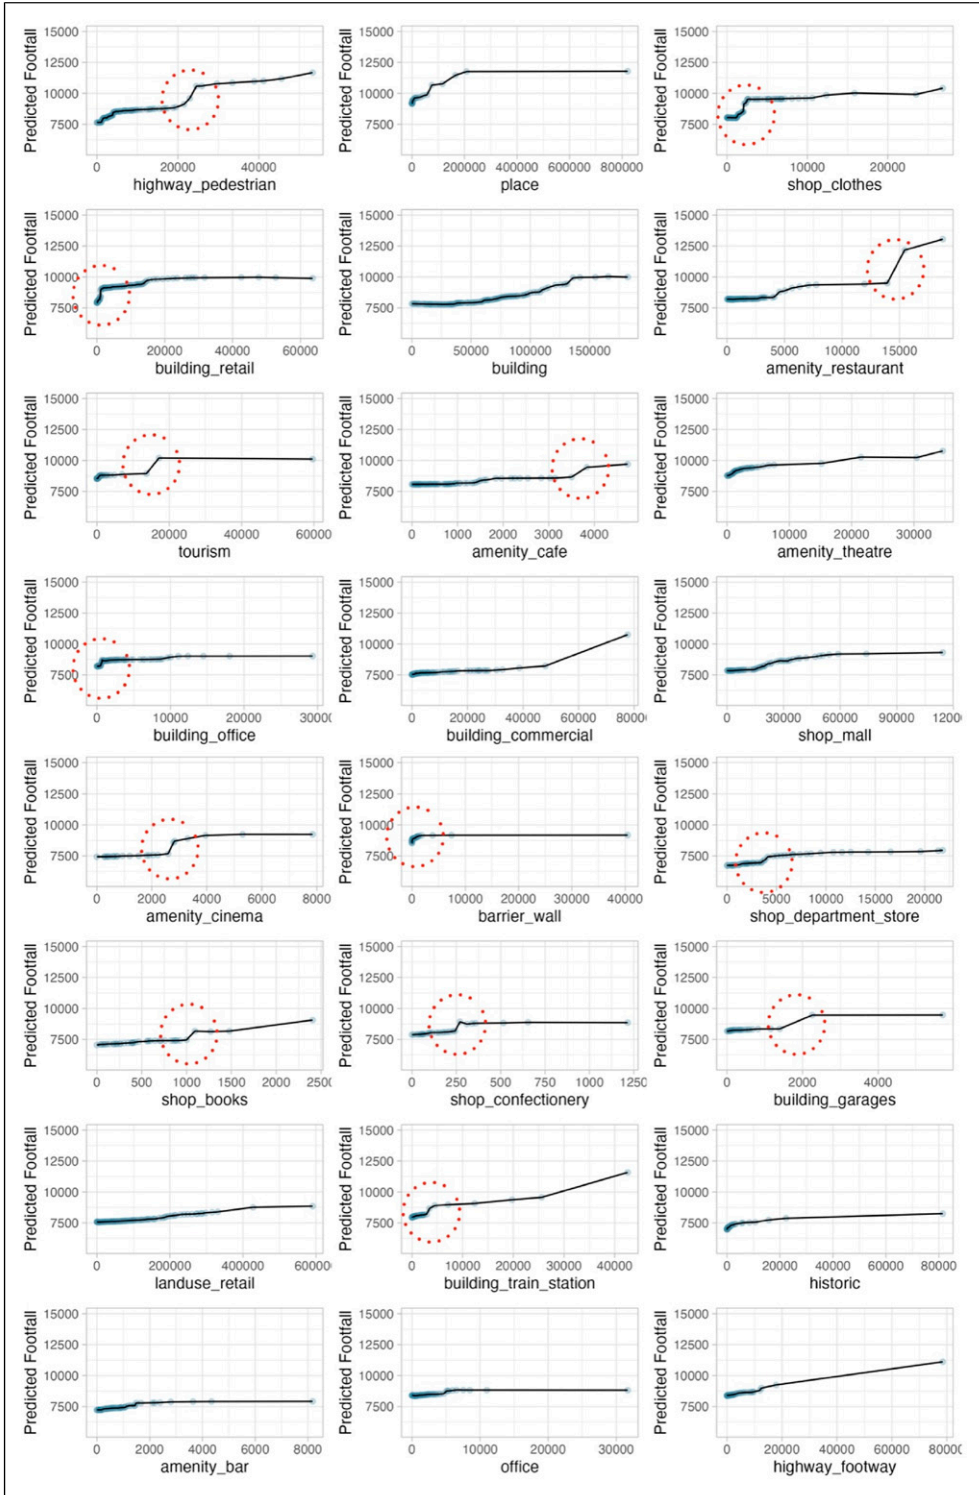 Predicted Footfall
15000
12500
10000
7500
0 20000 40000
highway_pedestrian
Predicted Footfall
15000
12500
10000
7500
0 200000 400000 600000 800000
place
Predicted Footfall
15000
12500
10000
7500
0 10000 20000
shop_clothes
Predicted Footfall
15000
12500
10000
7500
0 20000 40000 60000
building_retail
Predicted Footfall
15000
12500
10000
7500
0 50000 100000 150000
building
Predicted Footfall
15000
12500
10000
7500
0 5000 10000 15000
amenity_restaurant
Predicted Footfall
15000
12500
10000
7500
0 20000 40000 60000
tourism
Predicted Footfall
15000
12500
10000
7500
0 1000 2000 3000 4000
amenity_cafe
Predicted Footfall
15000
12500
10000
7500
0 10000 20000 30000
amenity_theatre
Predicted Footfall
15000
12500
10000
7500
0 10000 20000 30000
building_office
Predicted Footfall
15000
12500
10000
7500
0 20000 40000 60000 80000
building_commercial
Predicted Footfall
15000
12500
10000
7500
0 30000 60000 90000 12000
shop_mall
Predicted Footfall
15000
12500
10000
7500
0 2000 4000 6000 8000
amenity_cinema
Predicted Footfall
15000
12500
10000
7500
0 10000 20000 30000 40000
barrier_wall
Predicted Footfall
15000
12500
10000
7500
0 5000 10000 15000 20000
shop_department_store
Predicted Footfall
15000
12500
10000
7500
0 500 1000 1500 2000 2500
shop_books
Predicted Footfall
15000
12500
10000
7500
0 250 500 750 1000 1250
shop_confectionery
Predicted Footfall
15000
12500
10000
7500
0 2000 4000
building_garages
Predicted Footfall
15000
12500
10000
7500
0 20000 40000 60000
landuse_retail
Predicted Footfall
15000
12500
10000
7500
0 10000 20000 30000 40000
building_train_station
Predicted Footfall
15000
12500
10000
7500
0 20000 40000 60000 80000
historic
Predicted Footfall
15000
12500
10000
7500
0 20000 40000 60000 80000
amenity_bar
Predicted Footfall
15000
12500
10000
7500
0 10000 20000 30000
office
Predicted Footfall
15000
12500
10000
7500
0 20000 40000 60000 80000
highway_footway